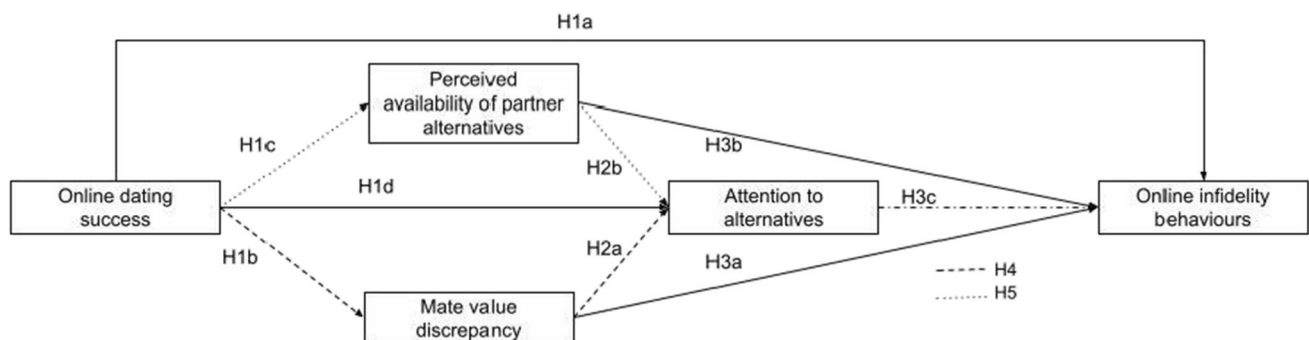 H1a
Perceived
availability of partner
alternatives
H1c
H3b
H2b
H1d
Online dating
success
Attention to
alternatives
H3c
Online infidelity
behaviours
H1b
H2a
H3a
H4
H5
Mate value
discrepancy